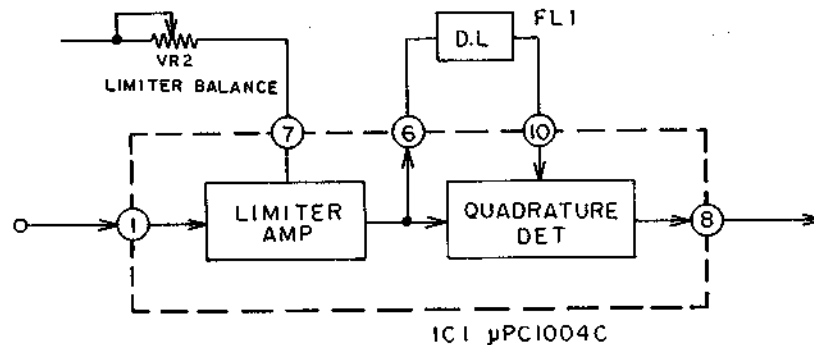 FL1
D.L
VR2
LIMITER BALANCE
7
6
10
1
LIMITER
AMP
QUADRATURE
DET
8
IC1 μPC1004C